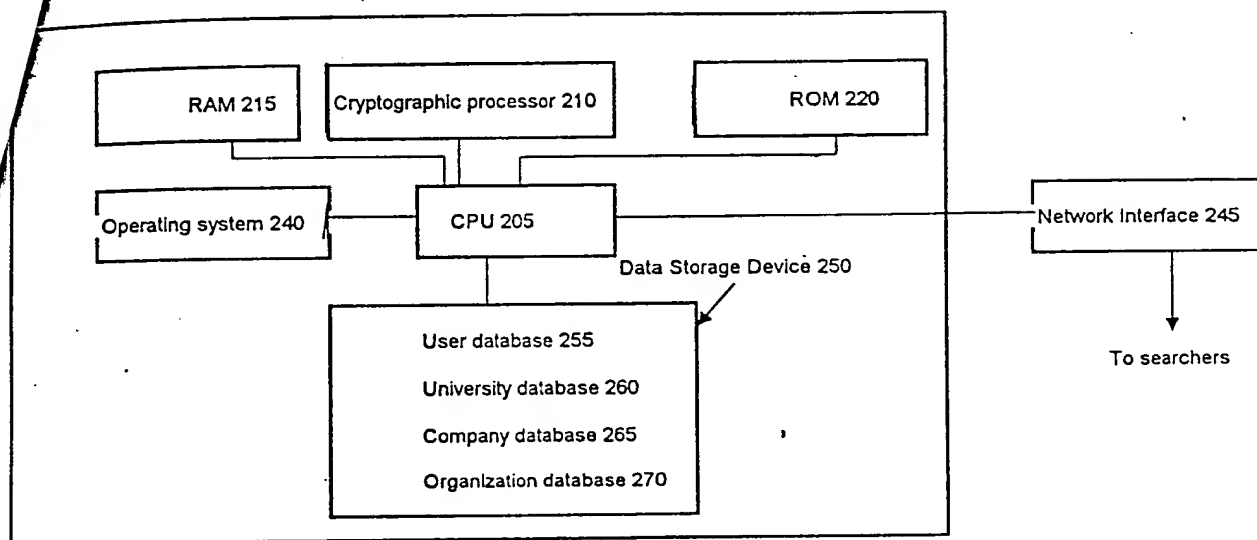 RAM 215
Cryptographic processor 210
ROM 220
Operating system 240
CPU 205
Network Interface 245
Data Storage Device 250
User database 255
University database 260
Company database 265
Organization database 270
To searchers